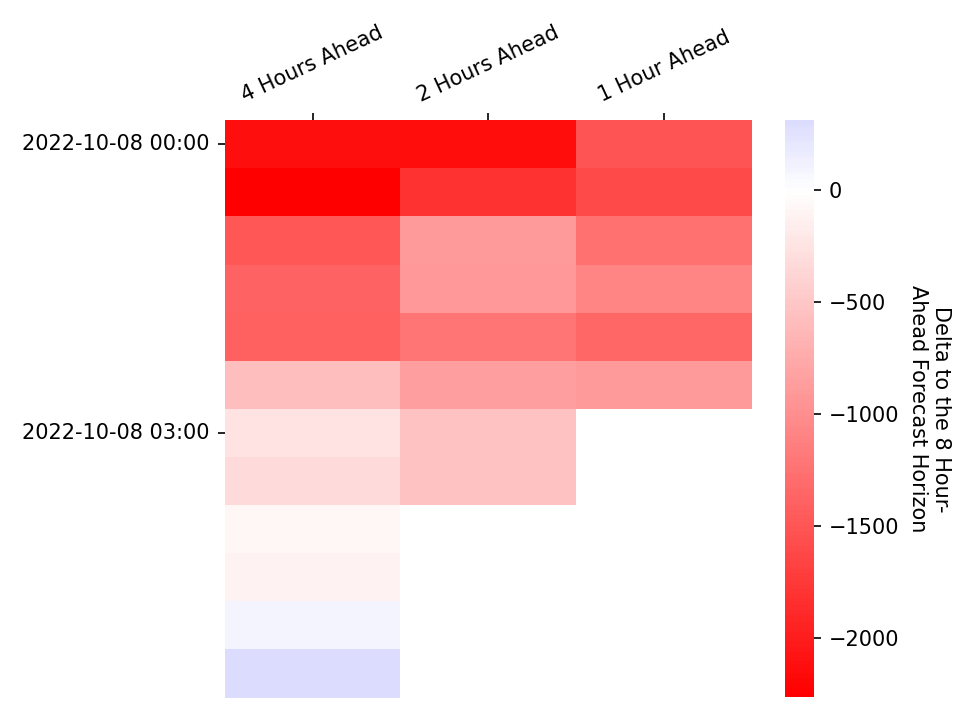 4 Hours Ahead
2 Hours Ahead
1 Hour Ahead
2022-10-08 00:00
2022-10-08 03:00
0
−500
−1000
−1500
−2000
Delta to the 8 Hour-
Ahead Forecast Horizon